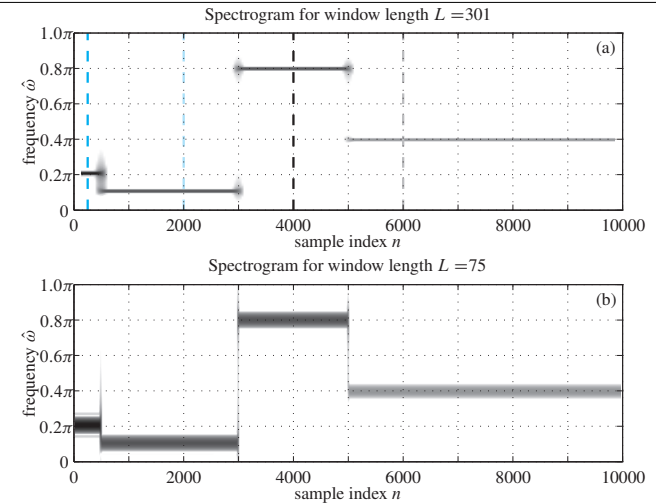 Spectrogram for window length L =301
1.0π
(a)
0.8π
0.6π
0.4π
0.2π
0
frequency ω̂
0 2000 4000 6000 8000 10000
sample index n
Spectrogram for window length L =75
1.0π
(b)
0.8π
0.6π
0.4π
0.2π
0
frequency ω̂
0 2000 4000 6000 8000 10000
sample index n